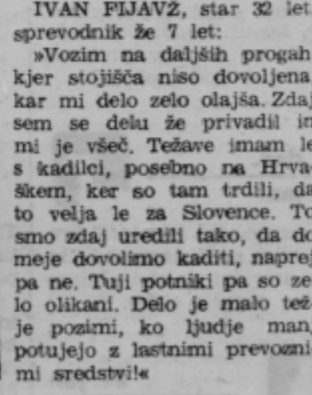 IVAN FIJAVŽ, star 32 let
sprevodnik že 7 let:
»Vozim na daljših progah
kjer stojišča niso dovoljena
kar mi delo zelo olajša. Zdaj
sem se delu že privadil in
mi je všeč. Težave imam le
s kadilci, posebno na Hrva-
škem, ker so tam trdili, da
to velja le za Slovence. To
smo zdaj uredili tako, da do
meje dovolimo kaditi, naprej
pa ne. Tuji potniki pa so ze-
lo olikani. Delo je malo tež-
je pozimi, ko ljudje manj
potujejo z lastnimi prevozni-
mi sredstvi!«